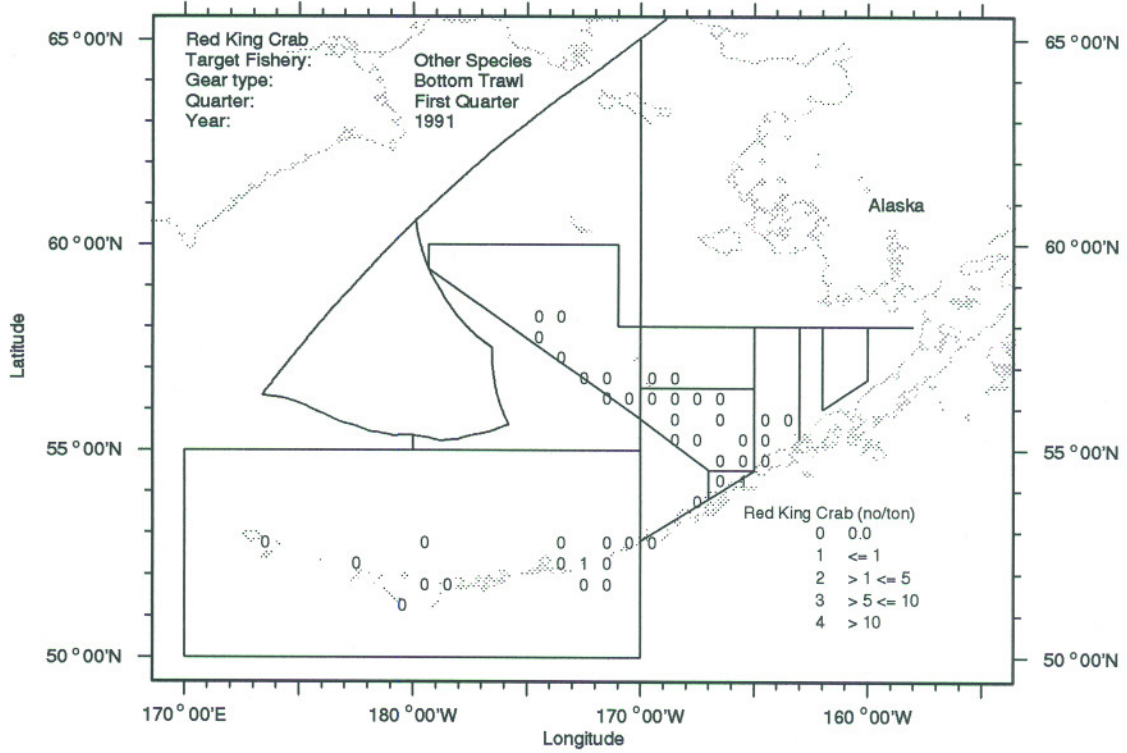 65 °00'N
65 °00'N
Red King Crab
Target Fishery: Other Species
Gear type: Bottom Trawl
Quarter: First Quarter
Year: 1991
Alaska
60 °00'N
60 °00'N
Latitude
0 0
0
0
0 0 0 0
0 0 0 0 0 0
0 0 0 0
0 0 0 0
0 0 0
55 °00'N
55 °00'N
0 1
0
Red King Crab (no/ton)
0 0.0
1 <= 1
2 > 1 <= 5
3 > 5 <= 10
4 > 10
0 0 0 0 0 0
0 0 1 0
0 0 0 0
0
50 °00'N
50 °00'N
170 °00'E
180 °00'W
170 °00'W
160 °00'W
Longitude